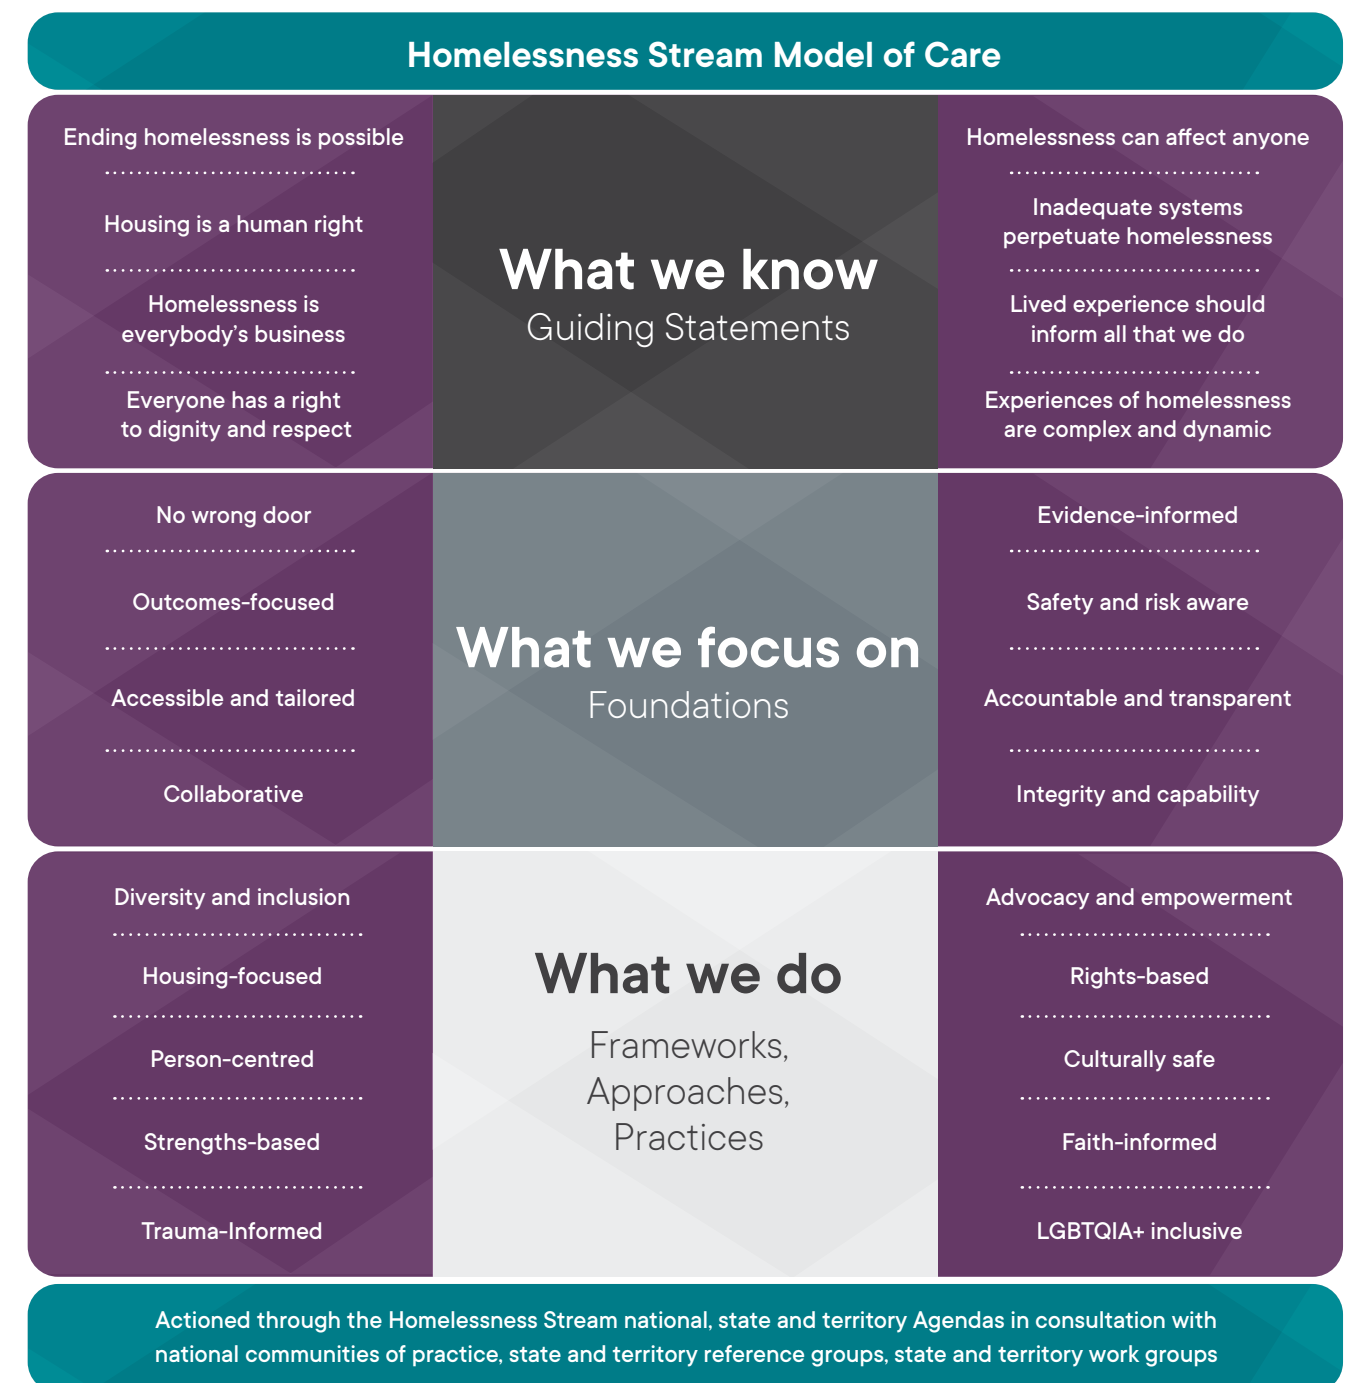 Homelessness Stream Model of Care
Ending homelessness is possible
Housing is a human right
Homelessness is
everybody’s business
Everyone has a right
to dignity and respect
What we know
Guiding Statements
Homelessness can affect anyone
Inadequate systems
perpetuate homelessness
Lived experience should
inform all that we do
Experiences of homelessness
are complex and dynamic
No wrong door
Outcomes-focused
Accessible and tailored
Collaborative
What we focus on
Foundations
Evidence-informed
Safety and risk aware
Accountable and transparent
Integrity and capability
Diversity and inclusion
Housing-focused
Person-centred
Strengths-based
Trauma-Informed
What we do
Frameworks,
Approaches,
Practices
Advocacy and empowerment
Rights-based
Culturally safe
Faith-informed
LGBTQIA+ inclusive
Actioned through the Homelessness Stream national, state and territory Agendas in consultation with
national communities of practice, state and territory reference groups, state and territory work groups